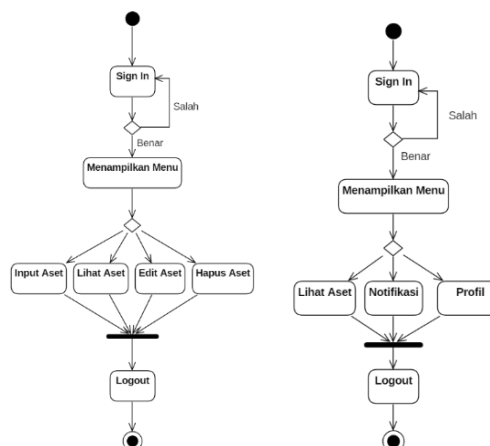 Sign In
Salah
Benar
Menampilkan Menu
Input Aset
Lihat Aset
Edit Aset
Hapus Aset
Logout
Sign In
Salah
Benar
Menampilkan Menu
Lihat Aset
Notifikasi
Profil
Logout